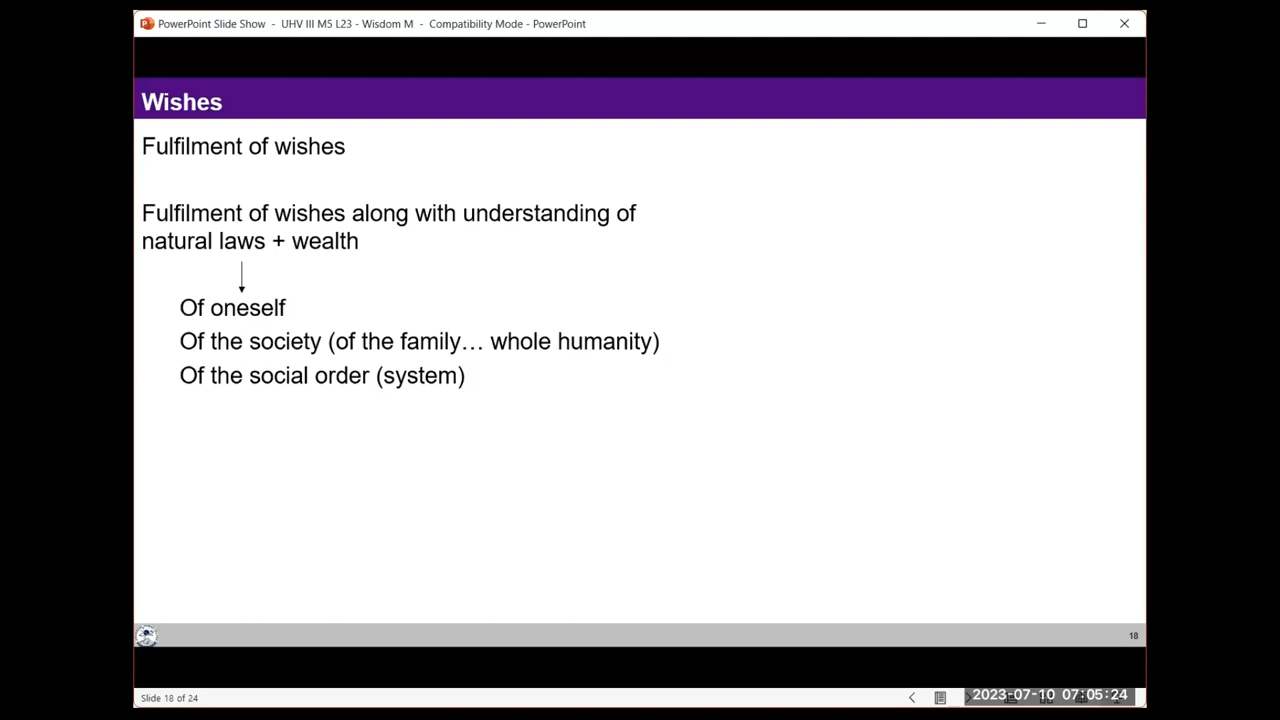 PowerPoint Slide Show - UHV III M5 L23 - Wisdom M - Compatibility Mode - PowerPoint
Wishes
Fulfilment of wishes
Fulfilment of wishes along with understanding of
natural laws + wealth
Of oneself
Of the society (of the family… whole humanity)
Of the social order (system)
18
Slide 18 of 24
2023-07-10 07:05:24